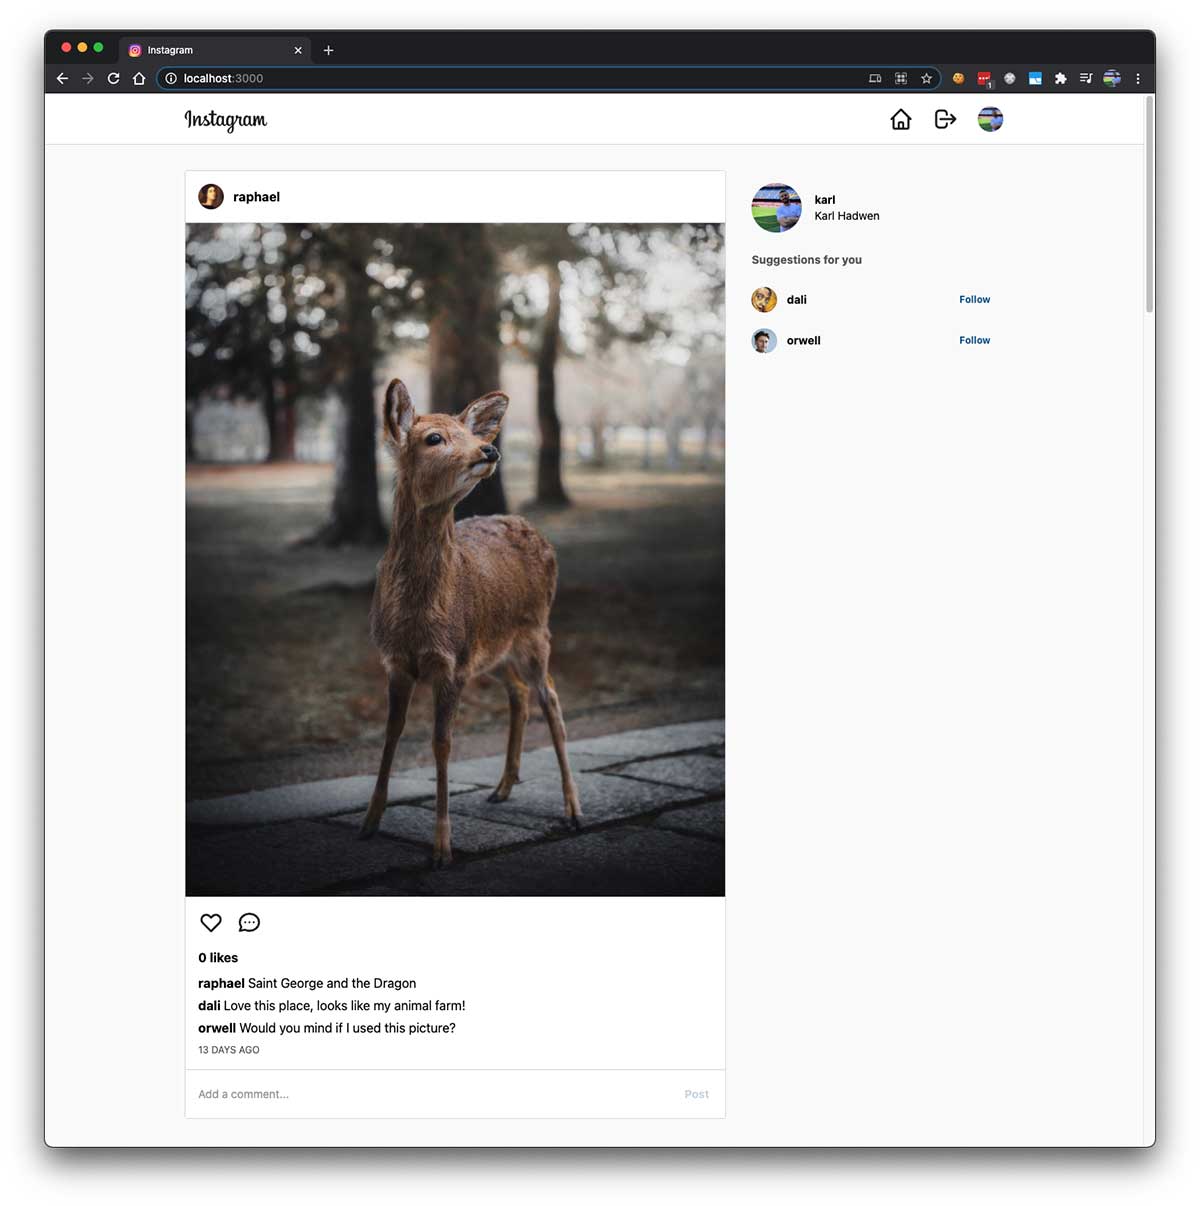 Instagram
localhost:3000
1
Instagram
raphael
karl
Karl Hadwen
Suggestions for you
dali Follow
orwell Follow
0 likes
raphael Saint George and the Dragon
dali Love this place, looks like my animal farm!
orwell Would you mind if I used this picture?
13 DAYS AGO
Add a comment... Post